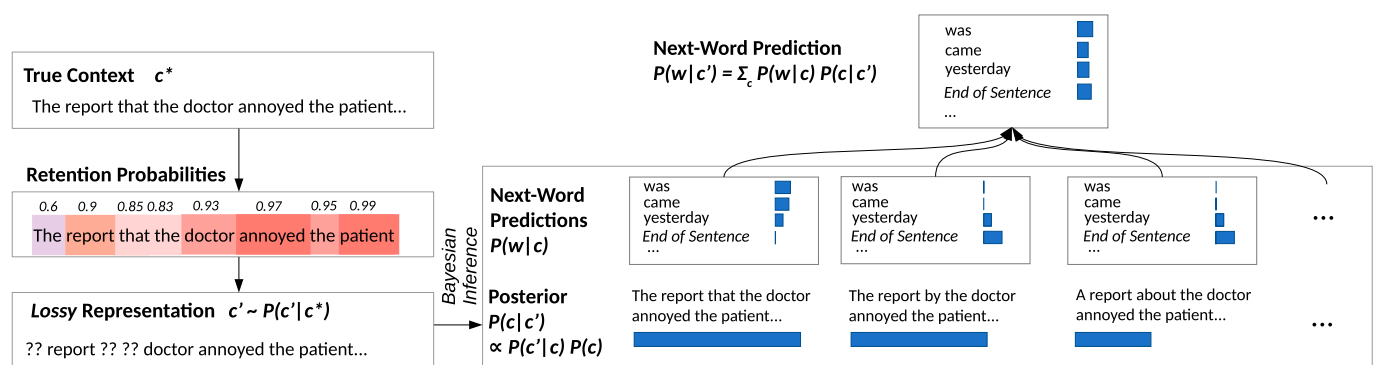 True Context c*
The report that the doctor annoyed the patient...
Retention Probabilities
0.6 0.9 0.85 0.83 0.93 0.97 0.95 0.99
The report that the doctor annoyed the patient
Lossy Representation c' ~ P(c'|c*)
?? report ?? ?? doctor annoyed the patient...
Bayesian
Inference
Next-Word Prediction
P(w|c') = Σc P(w|c) P(c|c')
was
came
yesterday
End of Sentence
...
Next-Word
Predictions
P(w|c)
was
came
yesterday
End of Sentence
...
was
came
yesterday
End of Sentence
...
was
came
yesterday
End of Sentence
...
...
Posterior
P(c|c')
∝ P(c'|c) P(c)
The report that the doctor
annoyed the patient...
The report by the doctor
annoyed the patient...
A report about the doctor
annoyed the patient...
...